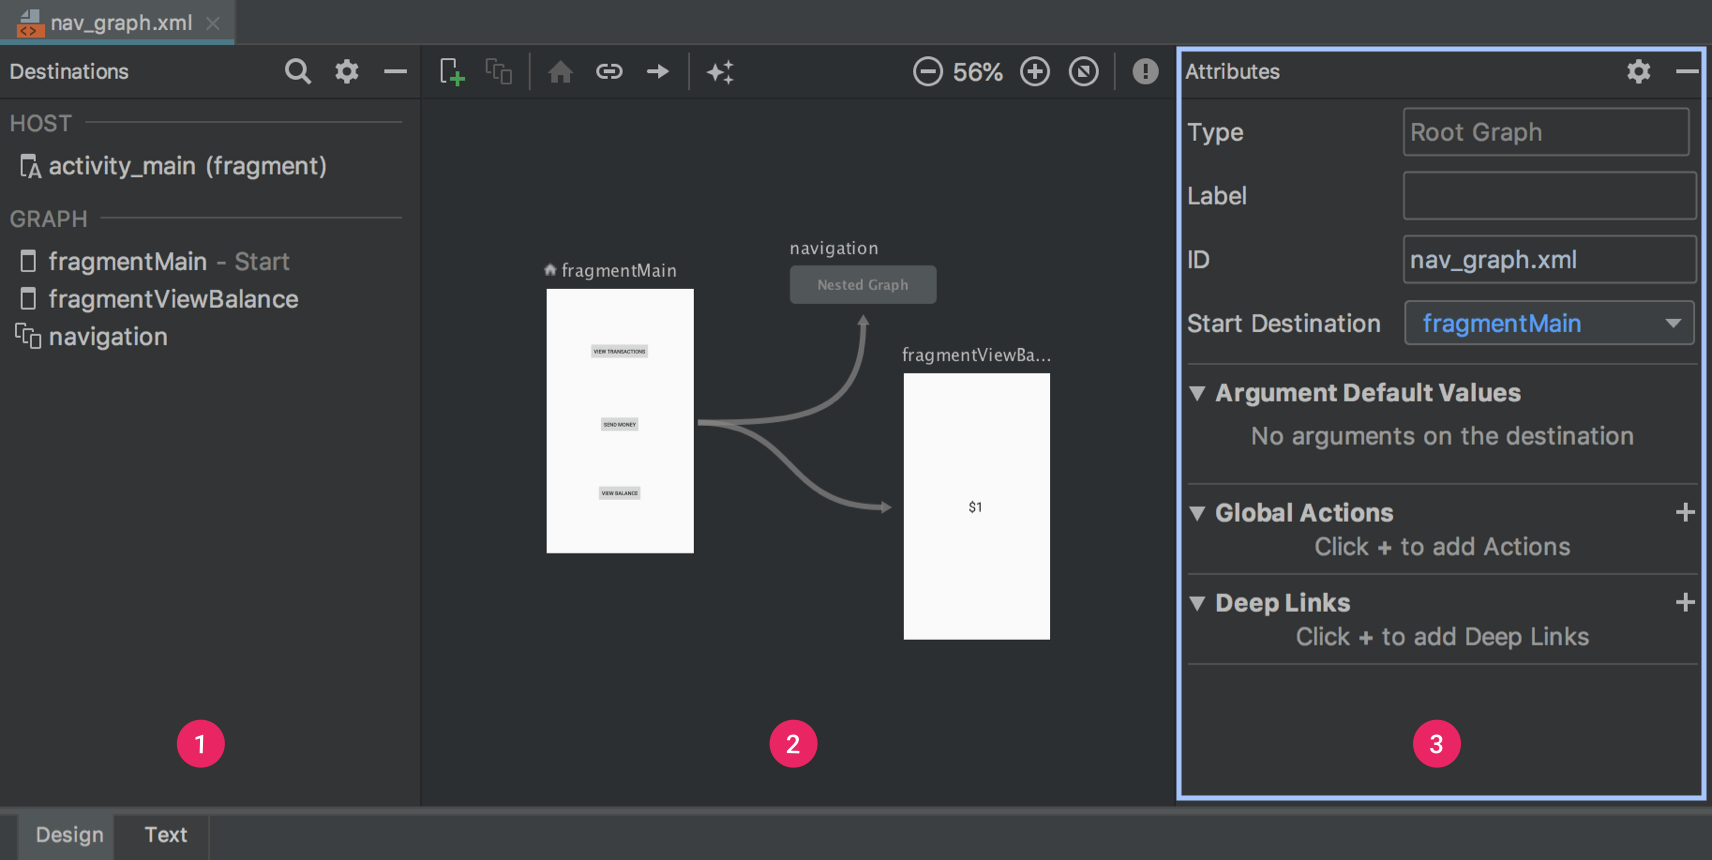 nav_graph.xml
Destinations
HOST
activity_main (fragment)
GRAPH
fragmentMain - Start
fragmentViewBalance
navigation
1
56%
fragmentMain
VIEW TRANSACTIONS
SEND MONEY
VIEW BALANCE
navigation
Nested Graph
fragmentViewBa...
$1
2
Attributes
Type
Root Graph
Label
ID
nav_graph.xml
Start Destination
fragmentMain
Argument Default Values
No arguments on the destination
Global Actions
Click + to add Actions
Deep Links
Click + to add Deep Links
3
Design
Text